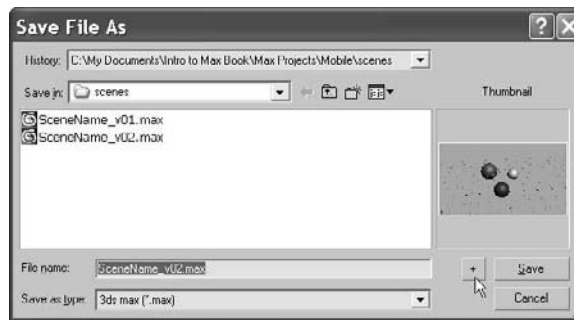 Save File As
History: C:\My Documents\Intro to Max Book\Max Projects\Mobile\scenes
Save in: scenes
Thumbnail
SceneName_v01.max
SceneName_v02.max
File name: SceneName_v02.max
+ Save
Save as type: 3ds max (*.max)
Cancel